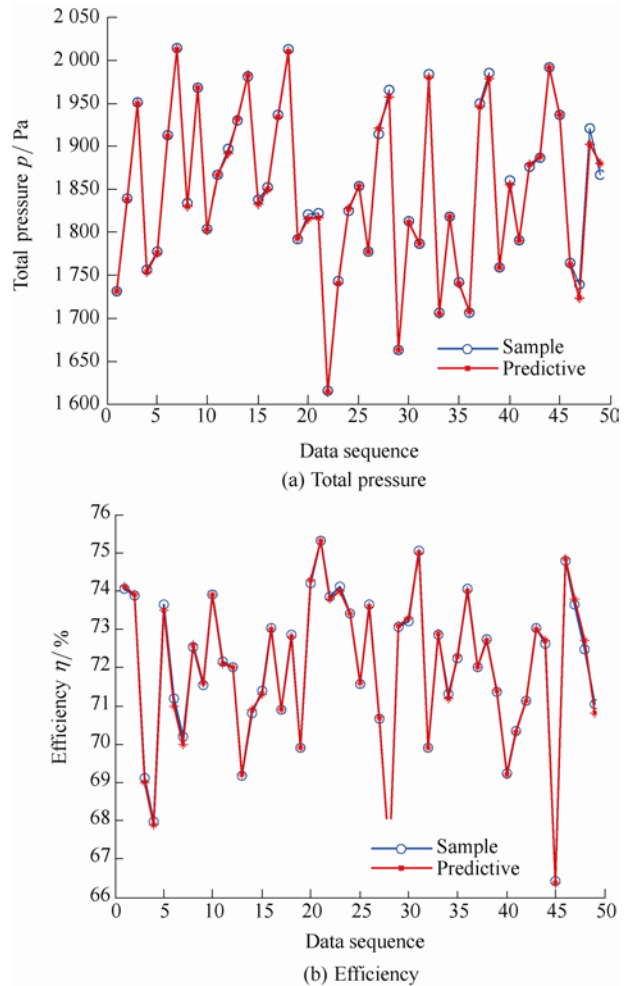 2 050
2 000
1 950
1 900
1 850
1 800
1 750
1 700
1 650
1 600
Total pressure p / Pa
Sample
Predictive
0 5 10 15 20 25 30 35 40 45 50
Data sequence
(a) Total pressure
76
75
74
73
72
71
70
69
68
67
66
Efficiency η/ %
Sample
Predictive
0 5 10 15 20 25 30 35 40 45 50
Data sequence
(b) Efficiency